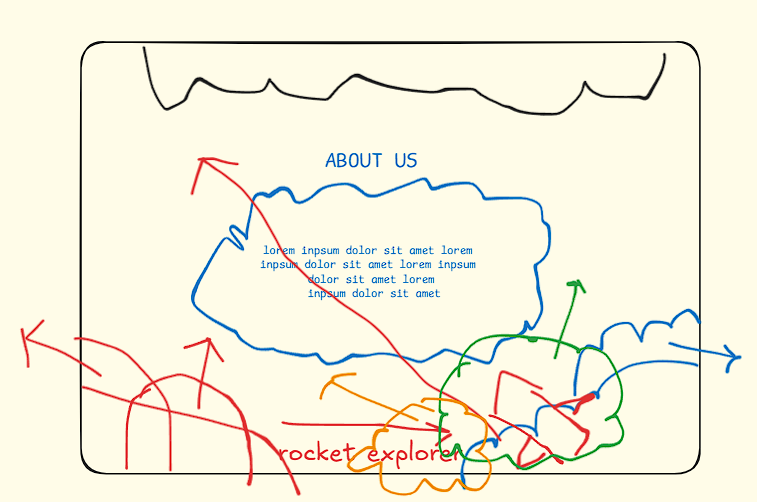 ABOUT US
lorem inpsum dolor sit amet lorem
inpsum dolor sit amet lorem inpsum
dolor sit amet lorem
inpsum dolor sit amet
rocket explorer